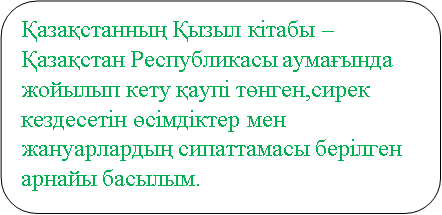 Қазақстанның Қызыл кітабы –
Қазақстан Республикасы аумағында
жойылып кету қаупі төнген,сирек
кездесетін өсімдіктер мен
жануарлардың сипаттамасы берілген
арнайы басылым.